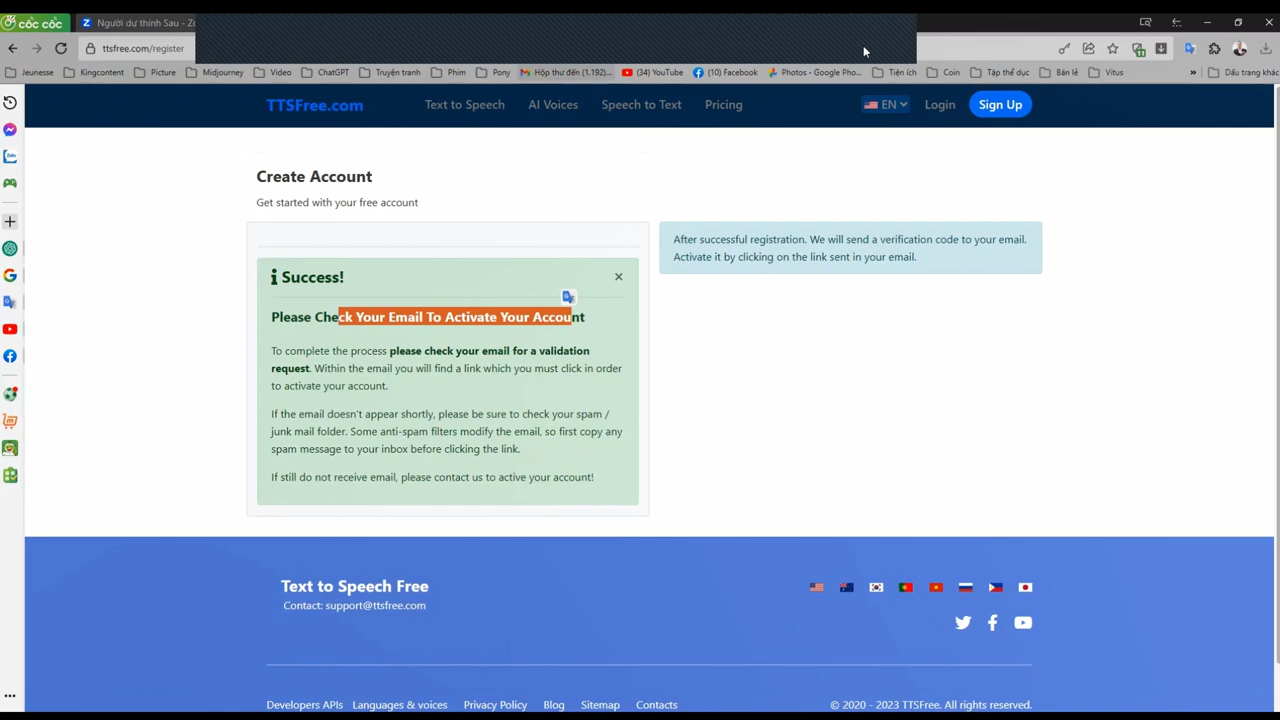 cốc cốc
Người dự thính Sau - Zo
ttsfree.com/register
Jeunesse Kingcontent Picture Midjourney Video ChatGPT Truyện tranh Phim Pony Hộp thư đến (1.192)... (34) YouTube (10) Facebook Photos - Google Pho... Tiện ích Coin Tập thể dục Bán lẻ Vitus » Dấu trang khác
TTSFree.com Text to Speech AI Voices Speech to Text Pricing EN Login Sign Up
Create Account
Get started with your free account
After successful registration. We will send a verification code to your email.
Activate it by clicking on the link sent in your email.
Success!
Please Check Your Email To Activate Your Account
To complete the process please check your email for a validation
request. Within the email you will find a link which you must click in order
to activate your account.
If the email doesn't appear shortly, please be sure to check your spam /
junk mail folder. Some anti-spam filters modify the email, so first copy any
spam message to your inbox before clicking the link.
If still do not receive email, please contact us to active your account!
Text to Speech Free
Contact: support@ttsfree.com
Developers APIs Languages & voices Privacy Policy Blog Sitemap Contacts © 2020 - 2023 TTSFree. All rights reserved.